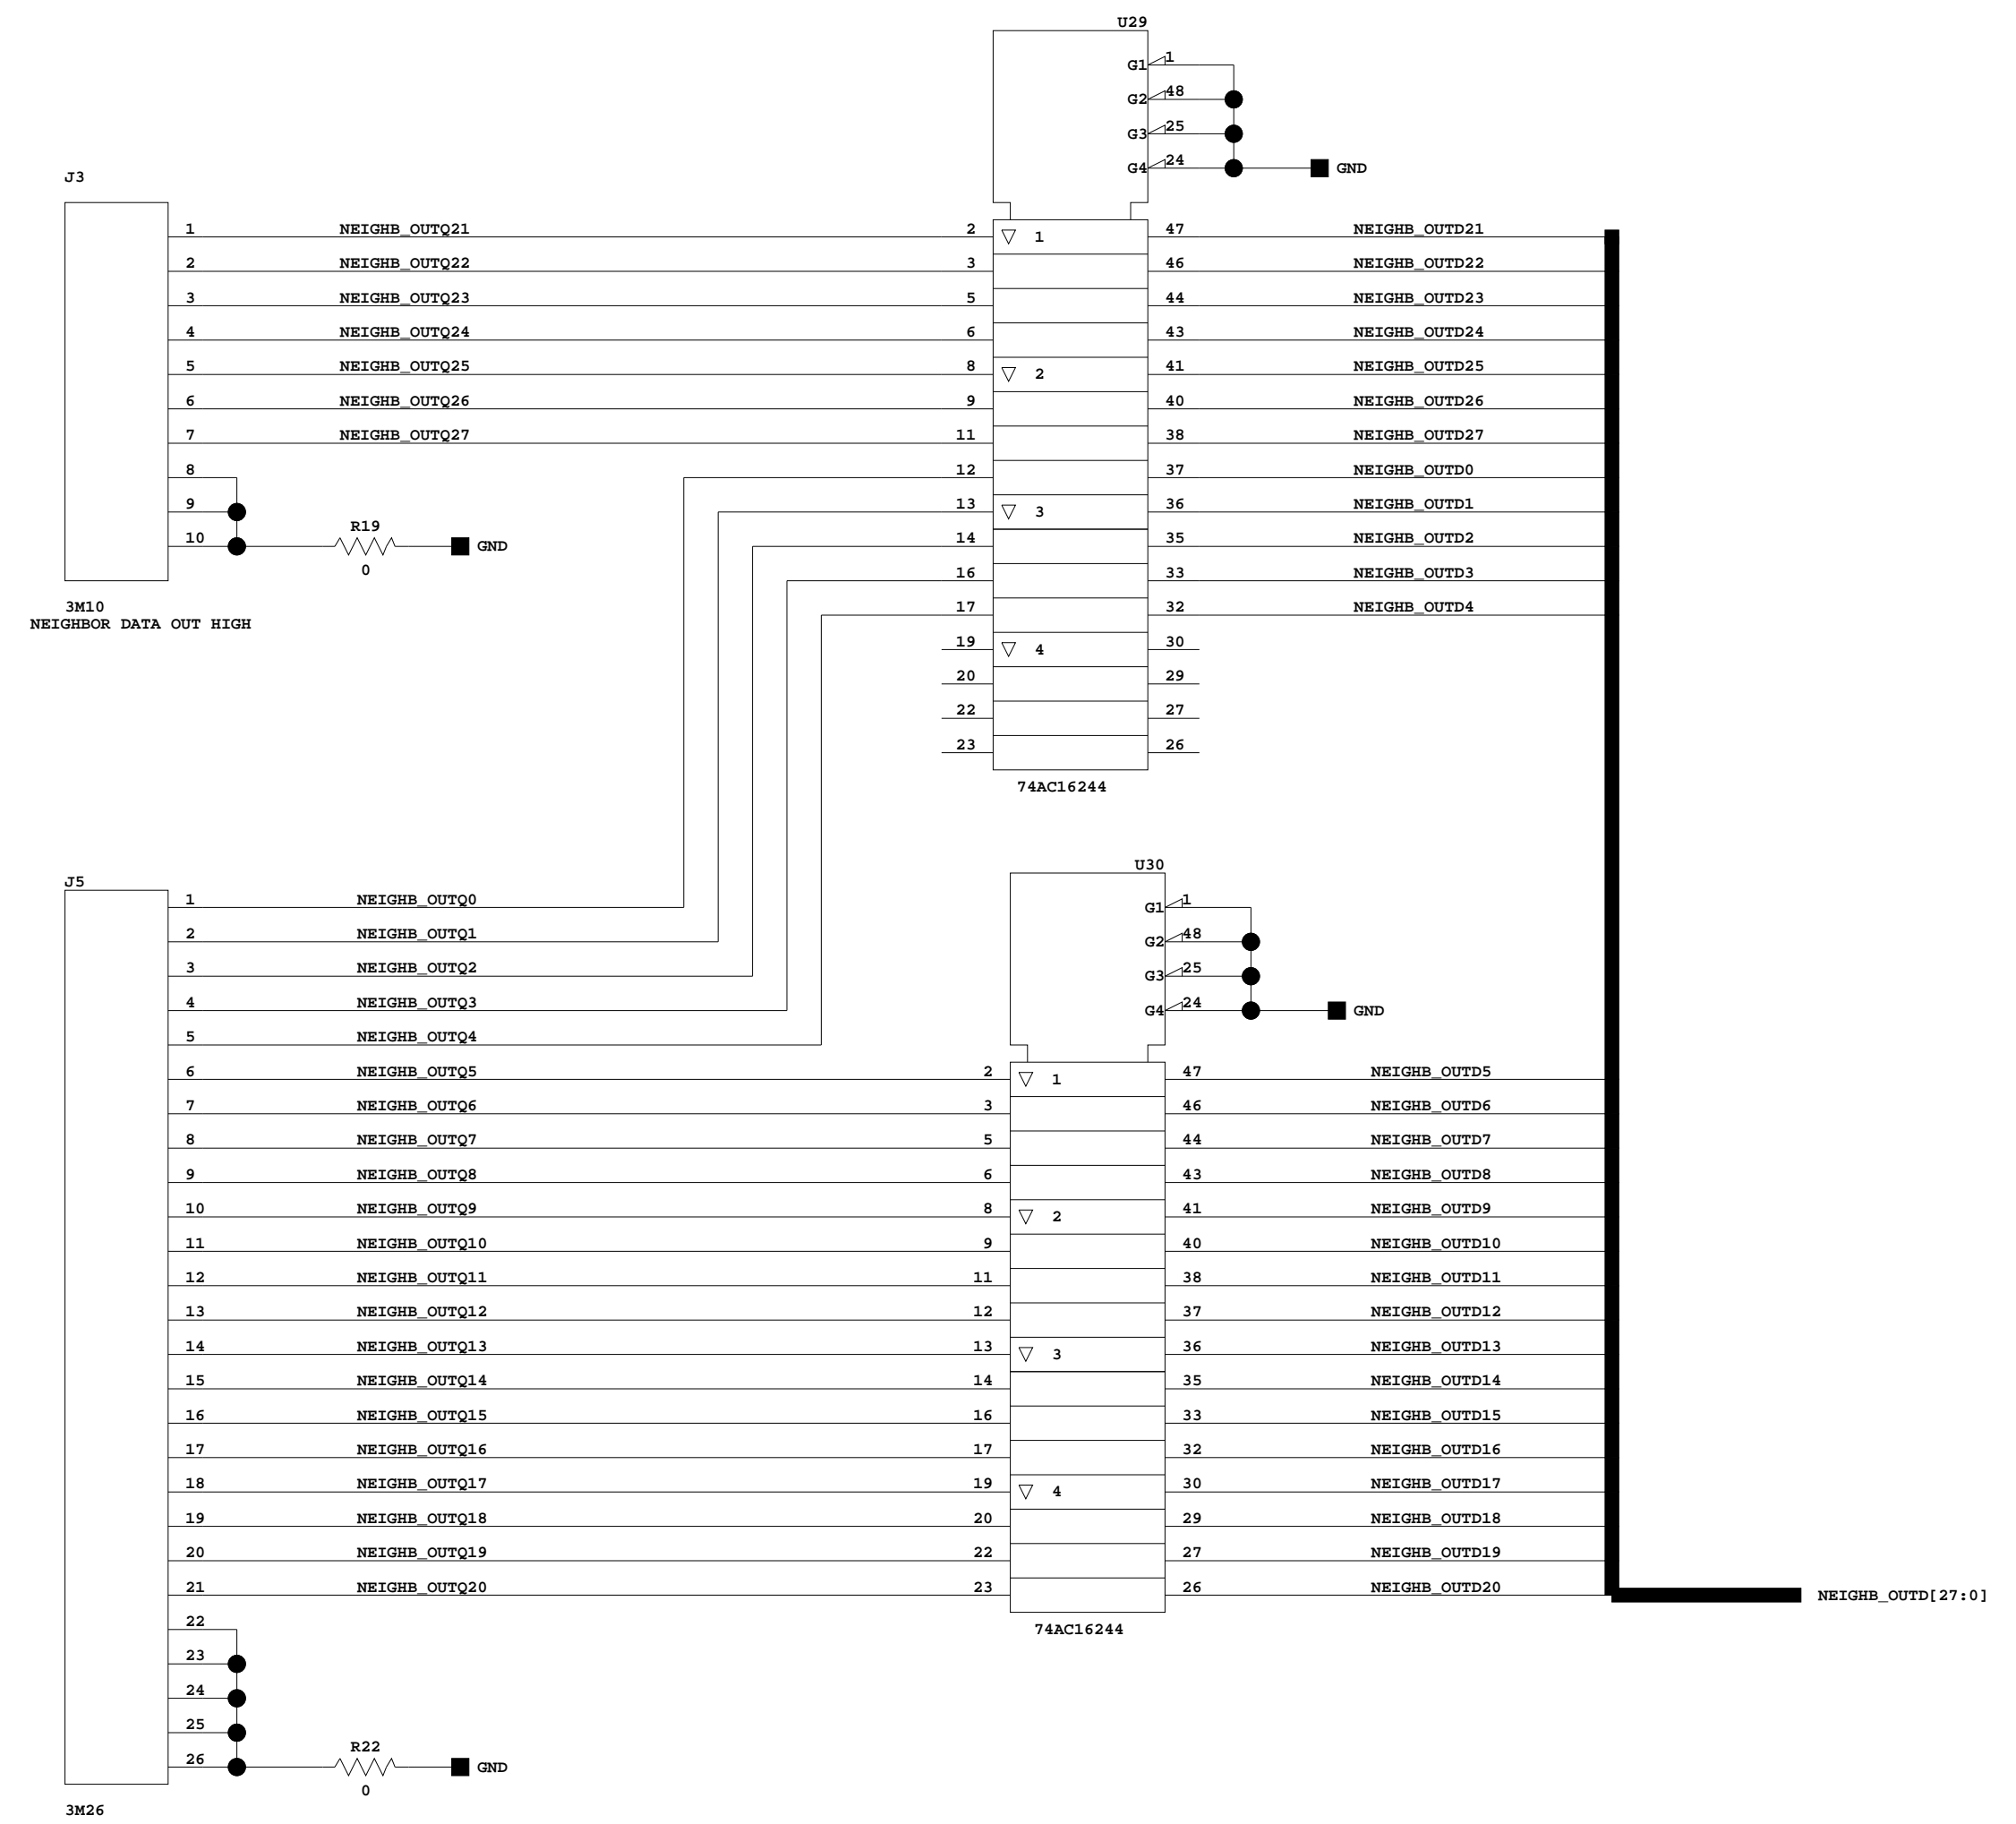 U29
G1 1
G2 48
G3 25
G4 24 GND
J3
1 NEIGHB_OUTQ21 2 1 47 NEIGHB_OUTD21
2 NEIGHB_OUTQ22 3 46 NEIGHB_OUTD22
3 NEIGHB_OUTQ23 5 44 NEIGHB_OUTD23
4 NEIGHB_OUTQ24 6 43 NEIGHB_OUTD24
5 NEIGHB_OUTQ25 8 2 41 NEIGHB_OUTD25
6 NEIGHB_OUTQ26 9 40 NEIGHB_OUTD26
7 NEIGHB_OUTQ27 11 38 NEIGHB_OUTD27
8 12 37 NEIGHB_OUTD0
9 13 3 36 NEIGHB_OUTD1
R19
10 GND 14 35 NEIGHB_OUTD2
0
16 33 NEIGHB_OUTD3
3M10 17 32 NEIGHB_OUTD4
NEIGHBOR DATA OUT HIGH
19 4 30
20 29
22 27
23 26
74AC16244
U30
J5
1 NEIGHB_OUTQ0 G1 1
2 NEIGHB_OUTQ1 G2 48
3 NEIGHB_OUTQ2 G3 25
4 NEIGHB_OUTQ3 G4 24 GND
5 NEIGHB_OUTQ4
6 NEIGHB_OUTQ5 2 1 47 NEIGHB_OUTD5
7 NEIGHB_OUTQ6 3 46 NEIGHB_OUTD6
8 NEIGHB_OUTQ7 5 44 NEIGHB_OUTD7
9 NEIGHB_OUTQ8 6 43 NEIGHB_OUTD8
10 NEIGHB_OUTQ9 8 2 41 NEIGHB_OUTD9
11 NEIGHB_OUTQ10 9 40 NEIGHB_OUTD10
12 NEIGHB_OUTQ11 11 38 NEIGHB_OUTD11
13 NEIGHB_OUTQ12 12 37 NEIGHB_OUTD12
14 NEIGHB_OUTQ13 13 3 36 NEIGHB_OUTD13
15 NEIGHB_OUTQ14 14 35 NEIGHB_OUTD14
16 NEIGHB_OUTQ15 16 33 NEIGHB_OUTD15
17 NEIGHB_OUTQ16 17 32 NEIGHB_OUTD16
18 NEIGHB_OUTQ17 19 4 30 NEIGHB_OUTD17
19 NEIGHB_OUTQ18 20 29 NEIGHB_OUTD18
20 NEIGHB_OUTQ19 22 27 NEIGHB_OUTD19
21 NEIGHB_OUTQ20 23 26 NEIGHB_OUTD20 NEIGHB_OUTD[27:0]
22 74AC16244
23
24
25
R22
26 GND
0
3M26